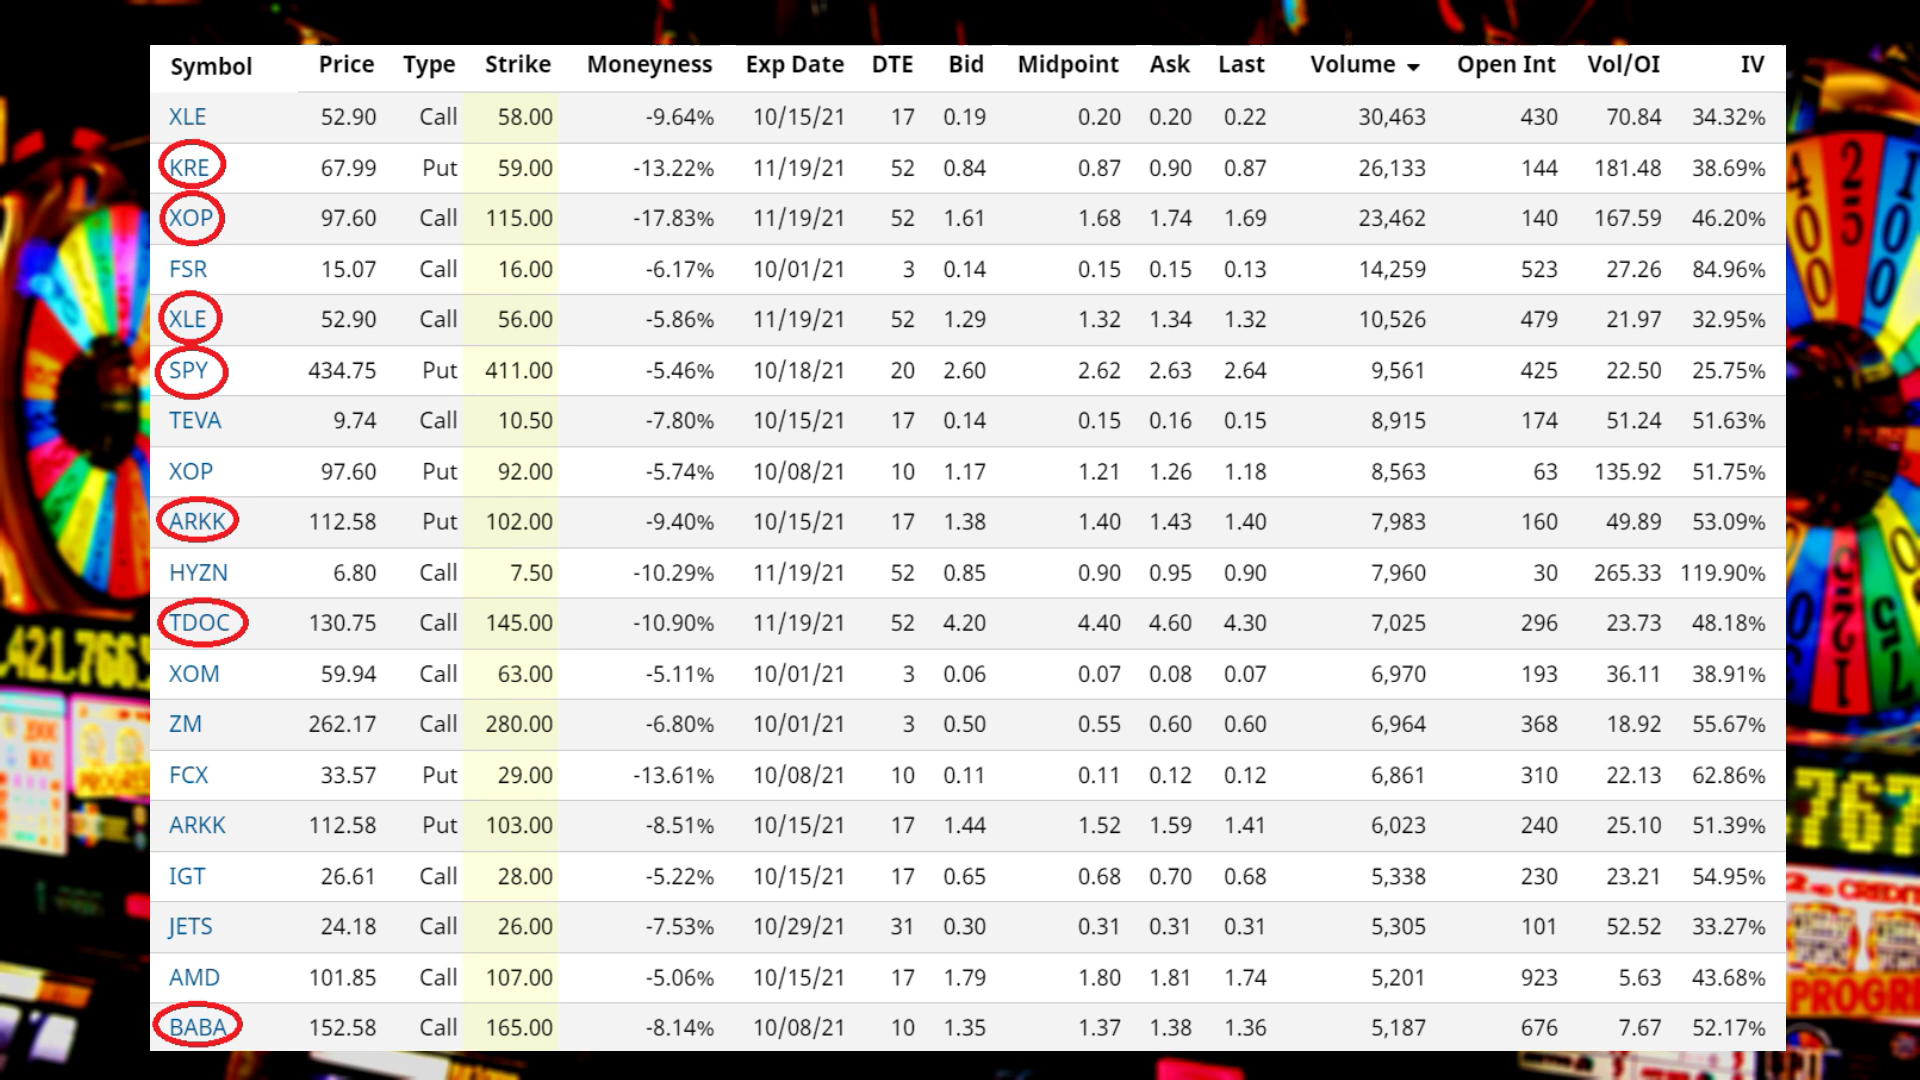 Symbol Price Type Strike Moneyness Exp Date DTE Bid Midpoint Ask Last Volume Open Int Vol/OI IV
XLE 52.90 Call 58.00 -9.64% 10/15/21 17 0.19 0.20 0.20 0.22 30,463 430 70.84 34.32%
KRE 67.99 Put 59.00 -13.22% 11/19/21 52 0.84 0.87 0.90 0.87 26,133 144 181.48 38.69%
XOP 97.60 Call 115.00 -17.83% 11/19/21 52 1.61 1.68 1.74 1.69 23,462 140 167.59 46.20%
FSR 15.07 Call 16.00 -6.17% 10/01/21 3 0.14 0.15 0.15 0.13 14,259 523 27.26 84.96%
XLE 52.90 Call 56.00 -5.86% 11/19/21 52 1.29 1.32 1.34 1.32 10,526 479 21.97 32.95%
SPY 434.75 Put 411.00 -5.46% 10/18/21 20 2.60 2.62 2.63 2.64 9,561 425 22.50 25.75%
TEVA 9.74 Call 10.50 -7.80% 10/15/21 17 0.14 0.15 0.16 0.15 8,915 174 51.24 51.63%
XOP 97.60 Put 92.00 -5.74% 10/08/21 10 1.17 1.21 1.26 1.18 8,563 63 135.92 51.75%
ARKK 112.58 Put 102.00 -9.40% 10/15/21 17 1.38 1.40 1.43 1.40 7,983 160 49.89 53.09%
HYZN 6.80 Call 7.50 -10.29% 11/19/21 52 0.85 0.90 0.95 0.90 7,960 30 265.33 119.90%
TDOC 130.75 Call 145.00 -10.90% 11/19/21 52 4.20 4.40 4.60 4.30 7,025 296 23.73 48.18%
XOM 59.94 Call 63.00 -5.11% 10/01/21 3 0.06 0.07 0.08 0.07 6,970 193 36.11 38.91%
ZM 262.17 Call 280.00 -6.80% 10/01/21 3 0.50 0.55 0.60 0.60 6,964 368 18.92 55.67%
FCX 33.57 Put 29.00 -13.61% 10/08/21 10 0.11 0.11 0.12 0.12 6,861 310 22.13 62.86%
ARKK 112.58 Put 103.00 -8.51% 10/15/21 17 1.44 1.52 1.59 1.41 6,023 240 25.10 51.39%
IGT 26.61 Call 28.00 -5.22% 10/15/21 17 0.65 0.68 0.70 0.68 5,338 230 23.21 54.95%
JETS 24.18 Call 26.00 -7.53% 10/29/21 31 0.30 0.31 0.31 0.31 5,305 101 52.52 33.27%
AMD 101.85 Call 107.00 -5.06% 10/15/21 17 1.79 1.80 1.81 1.74 5,201 923 5.63 43.68%
BABA 152.58 Call 165.00 -8.14% 10/08/21 10 1.35 1.37 1.38 1.36 5,187 676 7.67 52.17%